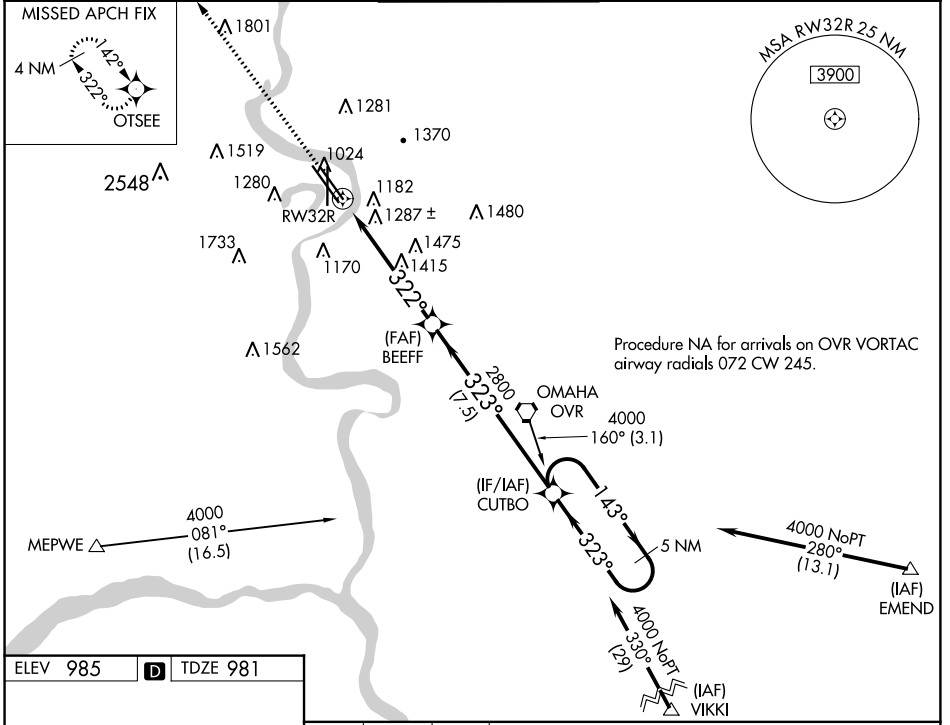 MISSED APCH FIX
4 NM
142°
322°
OTSEE
1801
MSA RW32R 25 NM
3900
1281
1370
1519
1024
2548
1280
1182
RW32R
1287 ±
1480
1733
1170
1475
1415
322°
1562
(FAF)
BEEFF
Procedure NA for arrivals on OVR VORTAC
airway radials 072 CW 245.
2800
323°
(7.5)
OMAHA
OVR
4000
160° (3.1)
(IF/IAF)
CUTBO
143°
323°
5 NM
4000
081°
(16.5)
MEPWE
4000 NoPT
280°
(13.1)
(IAF)
EMEND
4000 NoPT
330°
(29)
(IAF)
VIKKI
ELEV 985
D
TDZE 981